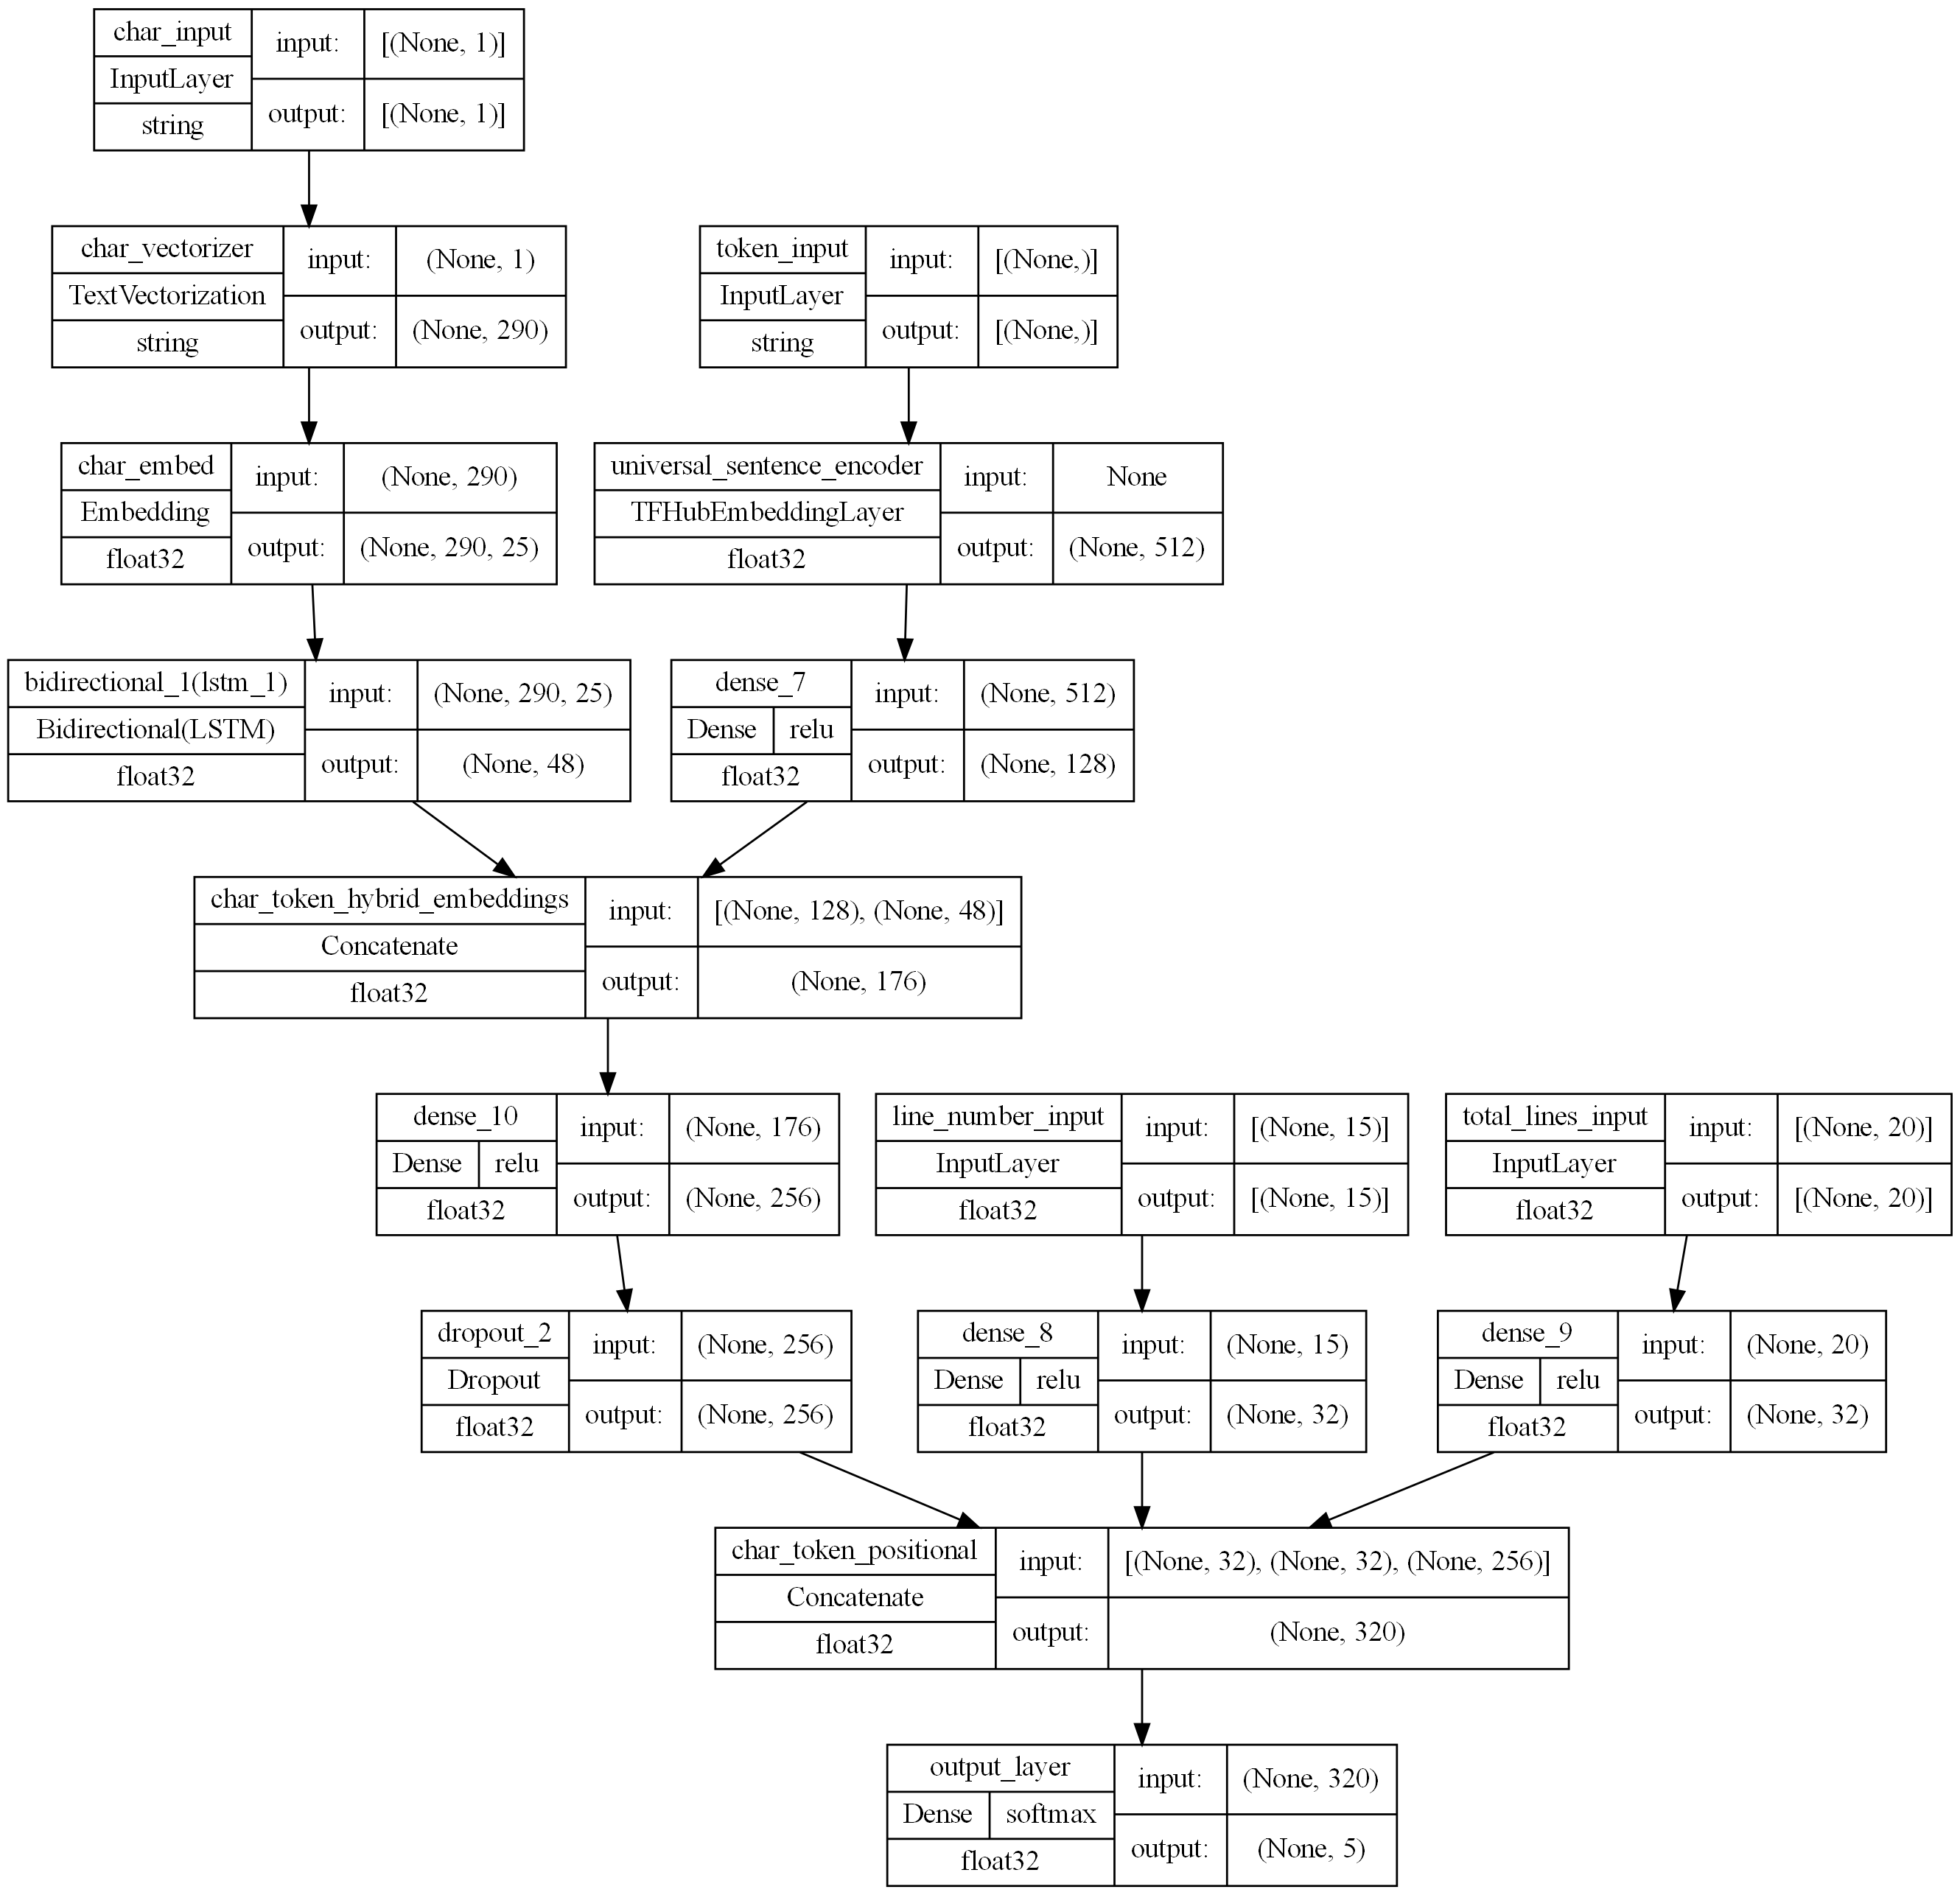 char_input
InputLayer
string
input:
[(None, 1)]
output:
[(None, 1)]
char_vectorizer
TextVectorization
string
input:
(None, 1)
output:
(None, 290)
token_input
InputLayer
string
input:
[(None,)]
output:
[(None,)]
char_embed
Embedding
float32
input:
(None, 290)
output:
(None, 290, 25)
universal_sentence_encoder
TFHubEmbeddingLayer
float32
input:
None
output:
(None, 512)
bidirectional_1(lstm_1)
Bidirectional(LSTM)
float32
input:
(None, 290, 25)
output:
(None, 48)
dense_7
Dense relu
float32
input:
(None, 512)
output:
(None, 128)
char_token_hybrid_embeddings
Concatenate
float32
input:
[(None, 128), (None, 48)]
output:
(None, 176)
dense_10
Dense relu
float32
input:
(None, 176)
output:
(None, 256)
line_number_input
InputLayer
float32
input:
[(None, 15)]
output:
[(None, 15)]
total_lines_input
InputLayer
float32
input:
[(None, 20)]
output:
[(None, 20)]
dropout_2
Dropout
float32
input:
(None, 256)
output:
(None, 256)
dense_8
Dense relu
float32
input:
(None, 15)
output:
(None, 32)
dense_9
Dense relu
float32
input:
(None, 20)
output:
(None, 32)
char_token_positional
Concatenate
float32
input:
[(None, 32), (None, 32), (None, 256)]
output:
(None, 320)
output_layer
Dense softmax
float32
input:
(None, 320)
output:
(None, 5)